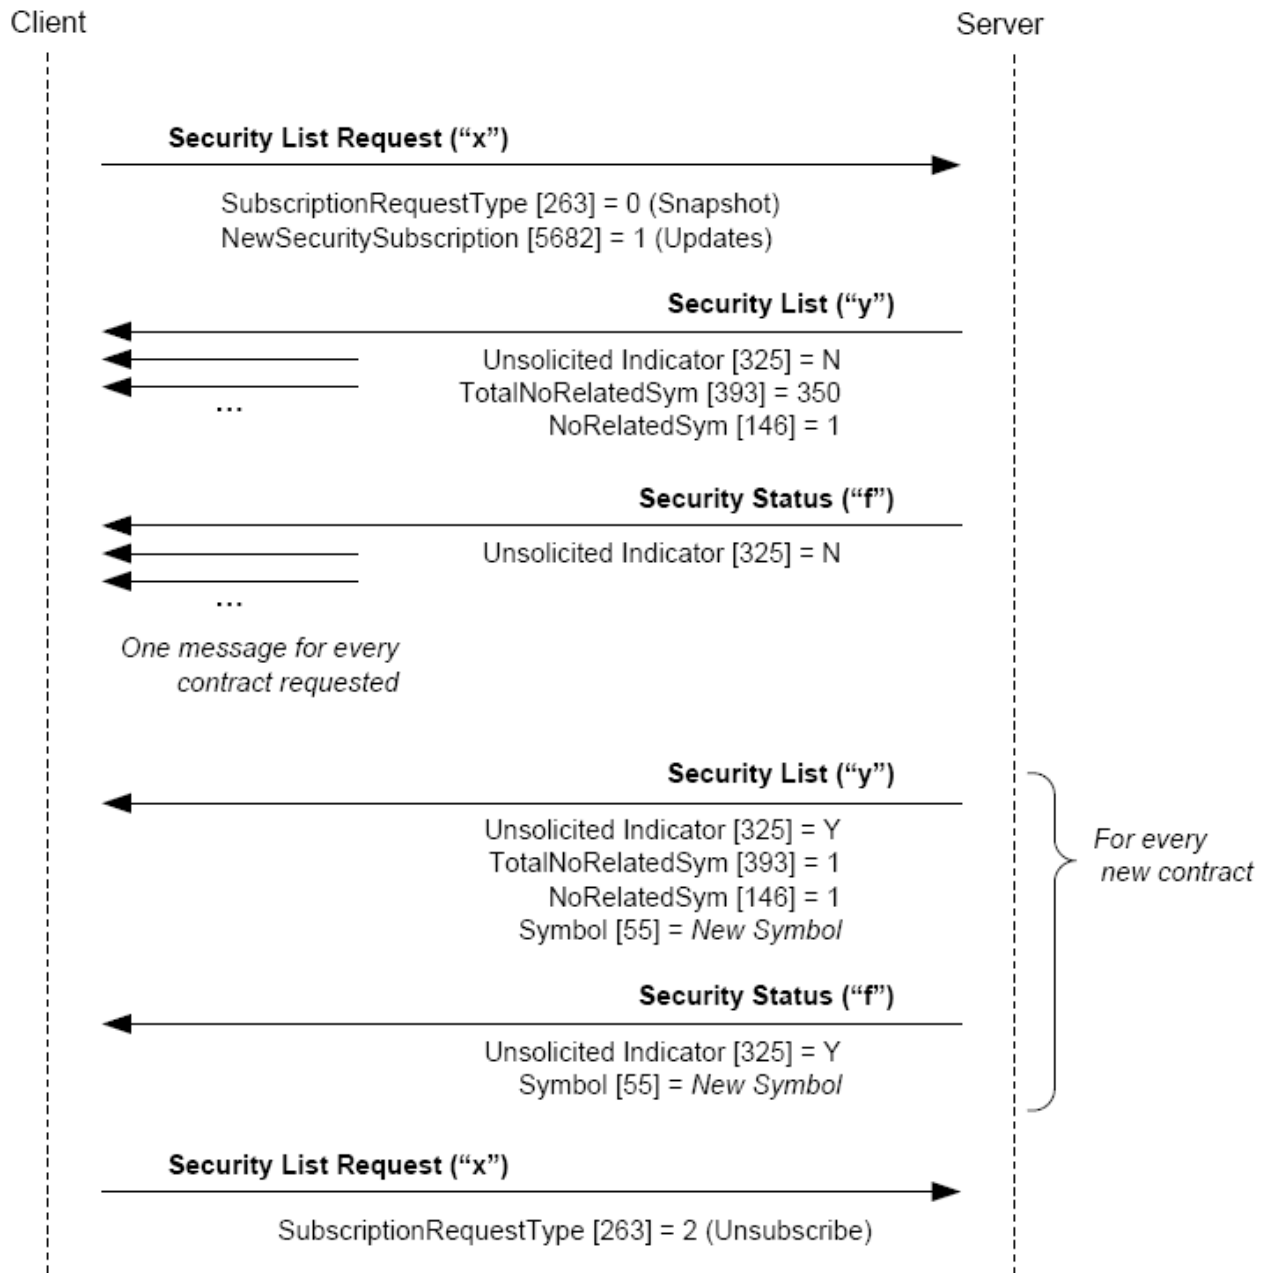 Client
Server
Security List Request (“x”)
SubscriptionRequestType [263] = 0 (Snapshot)
NewSecuritySubscription [5682] = 1 (Updates)
Security List (“y”)
Unsolicited Indicator [325] = N
TotalNoRelatedSym [393] = 350
...
NoRelatedSym [146] = 1
Security Status (“f”)
Unsolicited Indicator [325] = N
...
One message for every
contract requested
Security List (“y”)
Unsolicited Indicator [325] = Y
TotalNoRelatedSym [393] = 1
NoRelatedSym [146] = 1
Symbol [55] = New Symbol
For every
new contract
Security Status (“f”)
Unsolicited Indicator [325] = Y
Symbol [55] = New Symbol
Security List Request (“x”)
SubscriptionRequestType [263] = 2 (Unsubscribe)